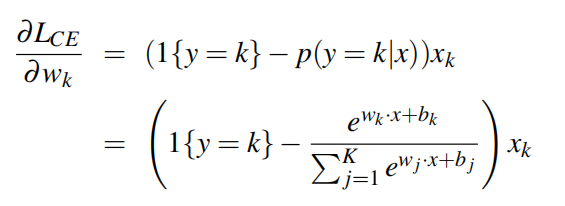 ∂L_CE/∂w_k = (1{y = k} − p(y = k|x))x_k
= (1{y = k} − e^{w_k·x+b_k} / ∑_{j=1}^{K} e^{w_j·x+b_j}) x_k